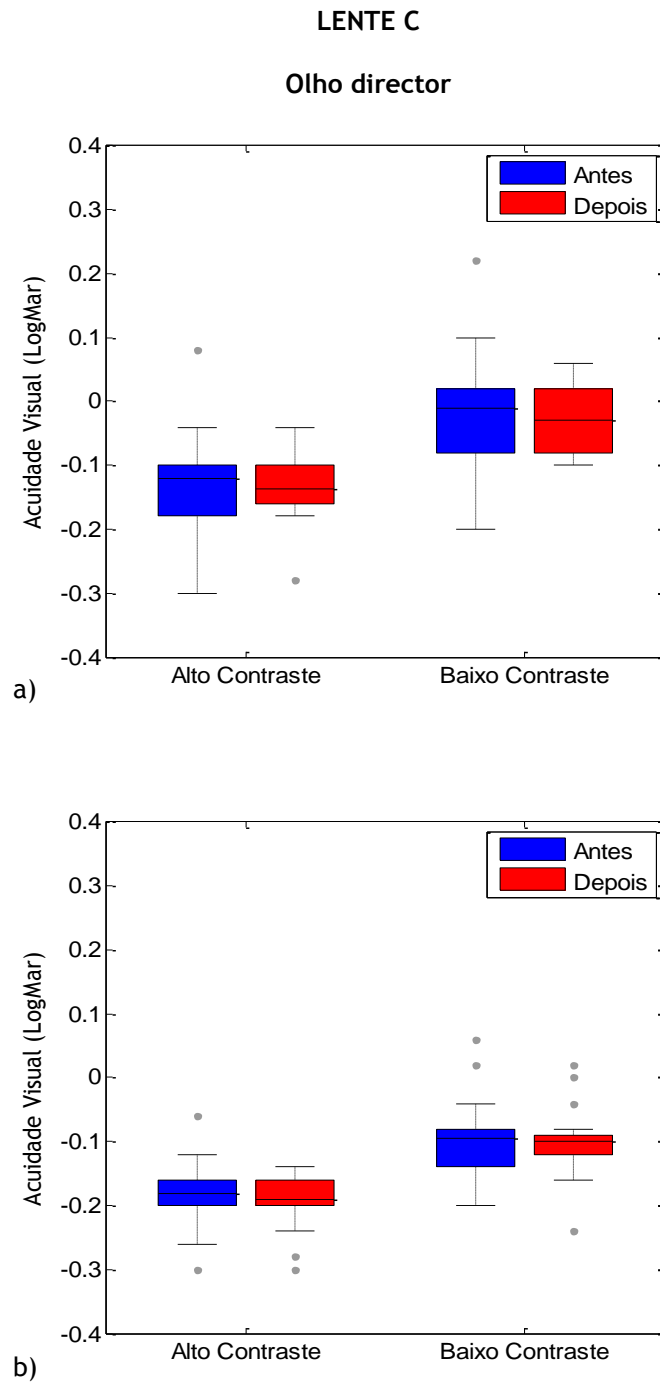 LENTE C
Olho director
0.4
0.3
0.2
0.1
0
-0.1
-0.2
-0.3
-0.4
Acuidade Visual (LogMar)
Antes
Depois
Alto Contraste
Baixo Contraste
a)
0.4
0.3
0.2
0.1
0
-0.1
-0.2
-0.3
-0.4
Acuidade Visual (LogMar)
Antes
Depois
Alto Contraste
Baixo Contraste
b)